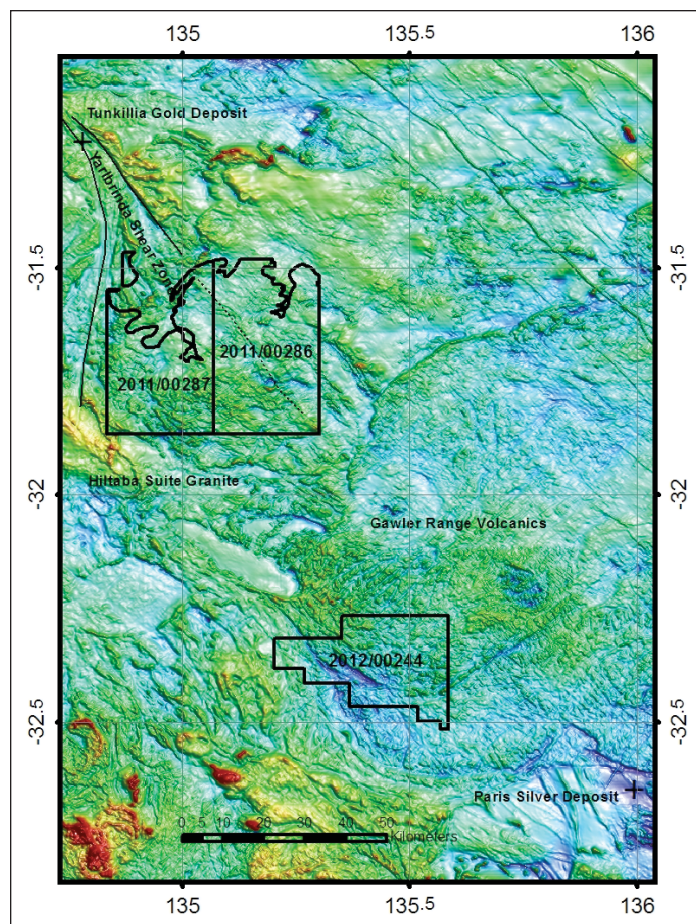 135
135.5
136
Tunkillia Gold Deposit
Yarlbrinda Shear Zone
-31.5
-31.5
2011/00286
2011/00287
-32
-32
Hiltaba Suite Granite
Gawler Range Volcanics
2012/00244
-32.5
-32.5
Paris Silver Deposit
0 5 10 20 30 40 50
Kilometers
135
135.5
136